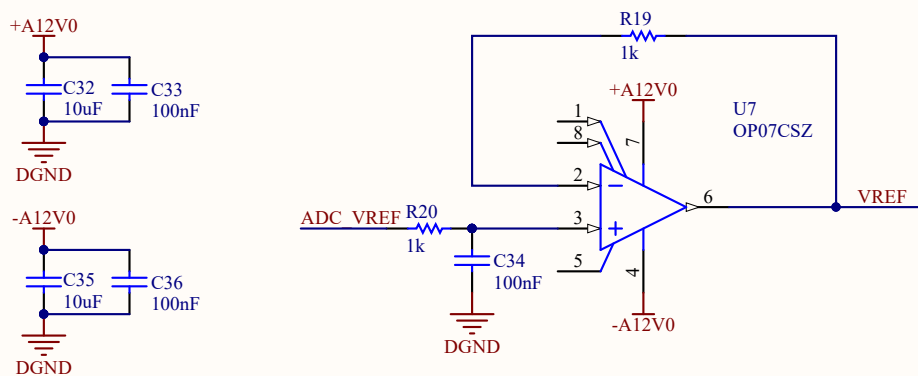 +A12V0
C32
10uF
C33
100nF
DGND
-A12V0
C35
10uF
C36
100nF
DGND
R19
1k
+A12V0
U7
OP07CSZ
1
8
7
2
6
VREF
ADC_VREF
R20
1k
3
5
4
C34
100nF
-A12V0
DGND